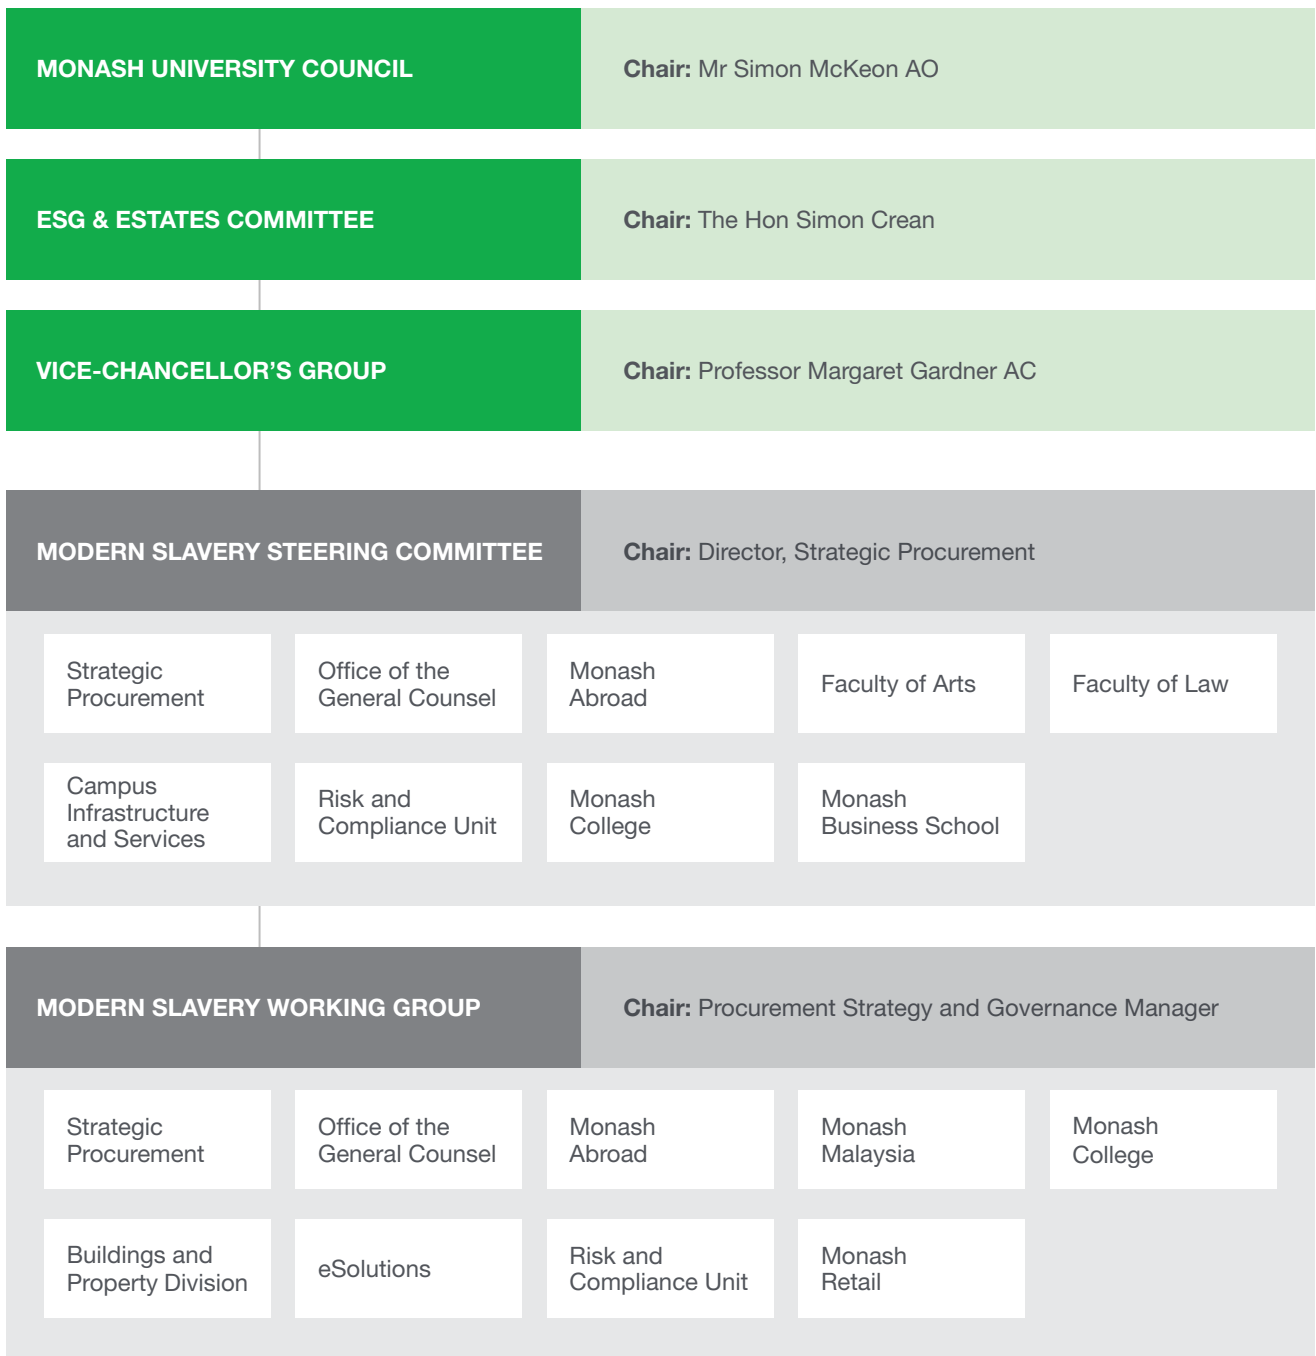 MONASH UNIVERSITY COUNCIL
Chair: Mr Simon McKeon AO
ESG & ESTATES COMMITTEE
Chair: The Hon Simon Crean
VICE-CHANCELLOR’S GROUP
Chair: Professor Margaret Gardner AC
MODERN SLAVERY STEERING COMMITTEE
Chair: Director, Strategic Procurement
Strategic
Procurement
Office of the
General Counsel
Monash
Abroad
Faculty of Arts
Faculty of Law
Campus
Infrastructure
and Services
Risk and
Compliance Unit
Monash
College
Monash
Business School
MODERN SLAVERY WORKING GROUP
Chair: Procurement Strategy and Governance Manager
Strategic
Procurement
Office of the
General Counsel
Monash
Abroad
Monash
Malaysia
Monash
College
Buildings and
Property Division
eSolutions
Risk and
Compliance Unit
Monash
Retail